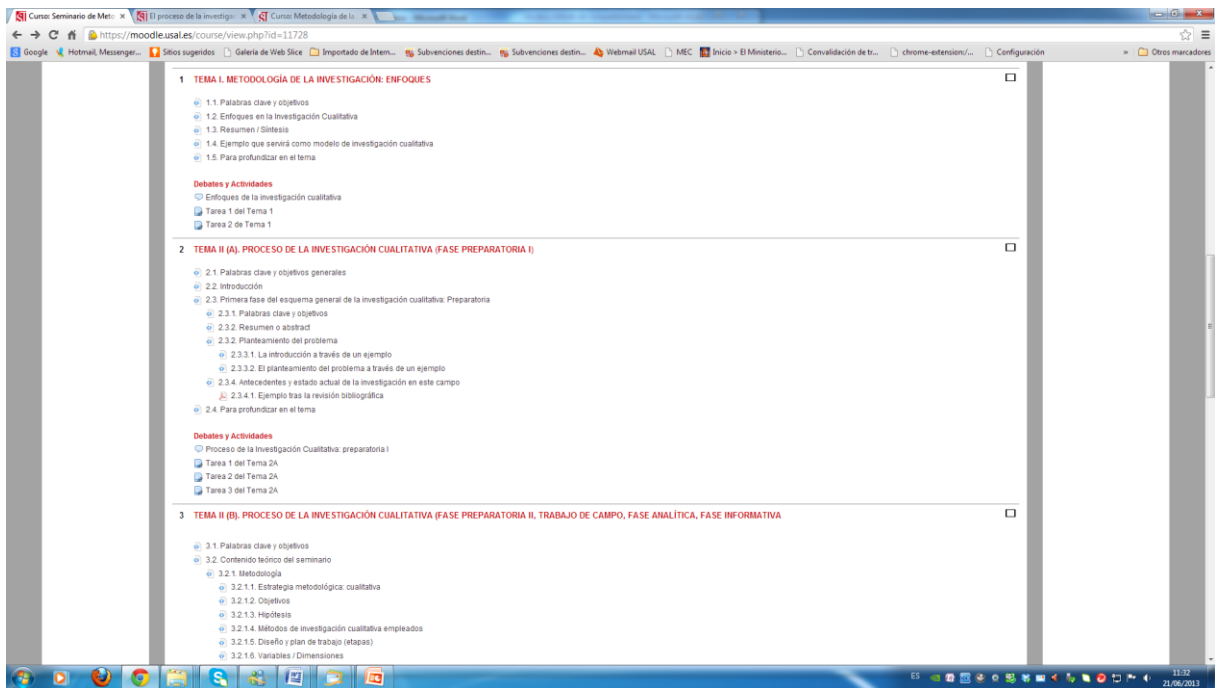 Curso: Seminario de Meto × El proceso de la investiga × Curso: Metodología de la ×
https://moodle.usal.es/course/view.php?id=11728
Google Hotmail, Messenger... Sitios sugeridos Galería de Web Slice Importado de Intern... Subvenciones destin... Subvenciones destin... Webmail USAL MEC Inicio > El Ministerio... Convalidación de tr... chrome-extension:/... Configuración » Otros marcadores
1 TEMA I. METODOLOGÍA DE LA INVESTIGACIÓN: ENFOQUES
1.1. Palabras clave y objetivos
1.2. Enfoques en la Investigación Cualitativa
1.3. Resumen / Síntesis
1.4. Ejemplo que servirá como modelo de investigación cualitativa
1.5. Para profundizar en el tema
Debates y Actividades
Enfoques de la investigación cualitativa
Tarea 1 del Tema 1
Tarea 2 de Tema 1
2 TEMA II (A). PROCESO DE LA INVESTIGACIÓN CUALITATIVA (FASE PREPARATORIA I)
2.1. Palabras clave y objetivos generales
2.2. Introducción
2.3. Primera fase del esquema general de la investigación cualitativa: Preparatoria
2.3.1. Palabras clave y objetivos
2.3.2. Resumen o abstract
2.3.2. Planteamiento del problema
2.3.3.1. La introducción a través de un ejemplo
2.3.3.2. El planteamiento del problema a través de un ejemplo
2.3.4. Antecedentes y estado actual de la investigación en este campo
2.3.4.1. Ejemplo tras la revisión bibliográfica
2.4. Para profundizar en el tema
Debates y Actividades
Proceso de la Investigación Cualitativa: preparatoria I
Tarea 1 del Tema 2A
Tarea 2 del Tema 2A
Tarea 3 del Tema 2A
3 TEMA II (B). PROCESO DE LA INVESTIGACIÓN CUALITATIVA (FASE PREPARATORIA II, TRABAJO DE CAMPO, FASE ANALÍTICA, FASE INFORMATIVA
3.1. Palabras clave y objetivos
3.2. Contenido teórico del seminario
3.2.1. Metodología
3.2.1.1. Estrategia metodológica: cualitativa
3.2.1.2. Objetivos
3.2.1.3. Hipótesis
3.2.1.4. Métodos de investigación cualitativa empleados
3.2.1.5. Diseño y plan de trabajo (etapas)
3.2.1.6. Variables / Dimensiones
ES
11:32
21/06/2013